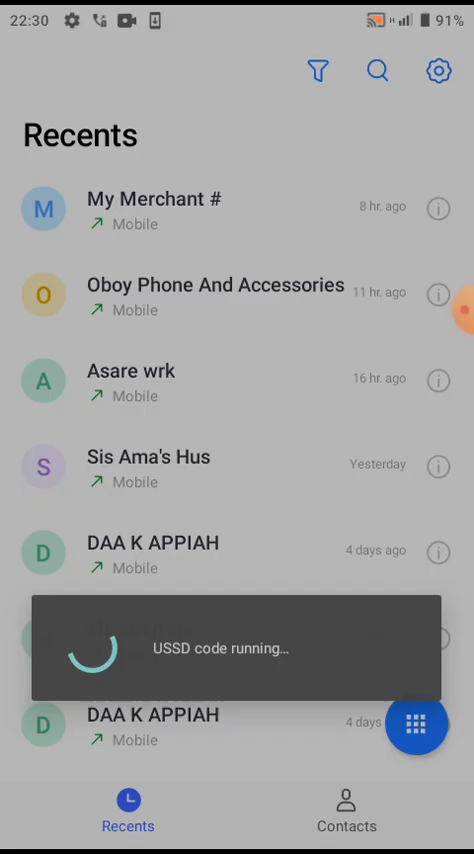 22:30 H 91%
Recents
M My Merchant # 8 hr. ago
Mobile
O Oboy Phone And Accessories 11 hr. ago
Mobile
A Asare wrk 16 hr. ago
Mobile
S Sis Ama's Hus Yesterday
Mobile
D DAA K APPIAH 4 days ago
Mobile
USSD code running...
D DAA K APPIAH 4 days
Mobile
Recents Contacts